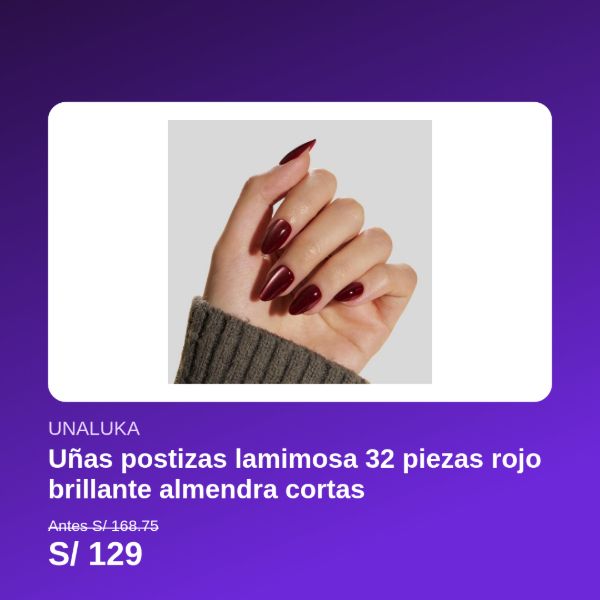 UNALUKA
Uñas postizas lamimosa 32 piezas rojo
brillante almendra cortas
Antes S/ 168.75
S/ 129